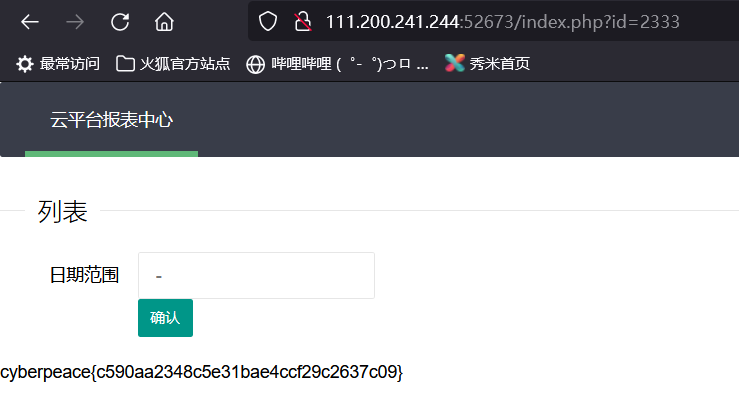 111.200.241.244:52673/index.php?id=2333
最常访问 火狐官方站点 哔哩哔哩 ( ゜- ゜)つロ ... 秀米首页
云平台报表中心
列表
日期范围 -
确认
cyberpeace{c590aa2348c5e31bae4ccf29c2637c09}